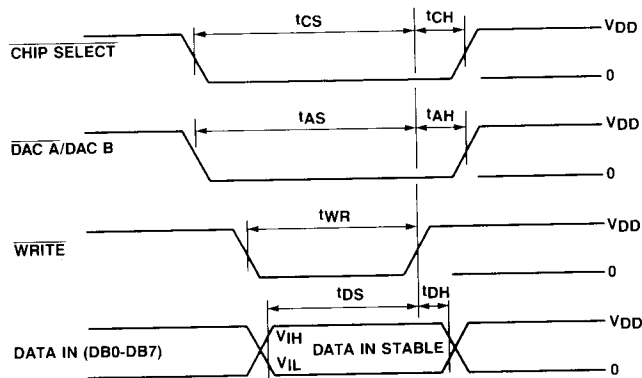 tCS
tCH
VDD
CHIP SELECT
0
tAS
tAH
VDD
DAC A/DAC B
0
tWR
VDD
WRITE
0
tDS
tDH
VDD
VIH
DATA IN (DB0-DB7)
DATA IN STABLE
VIL
0